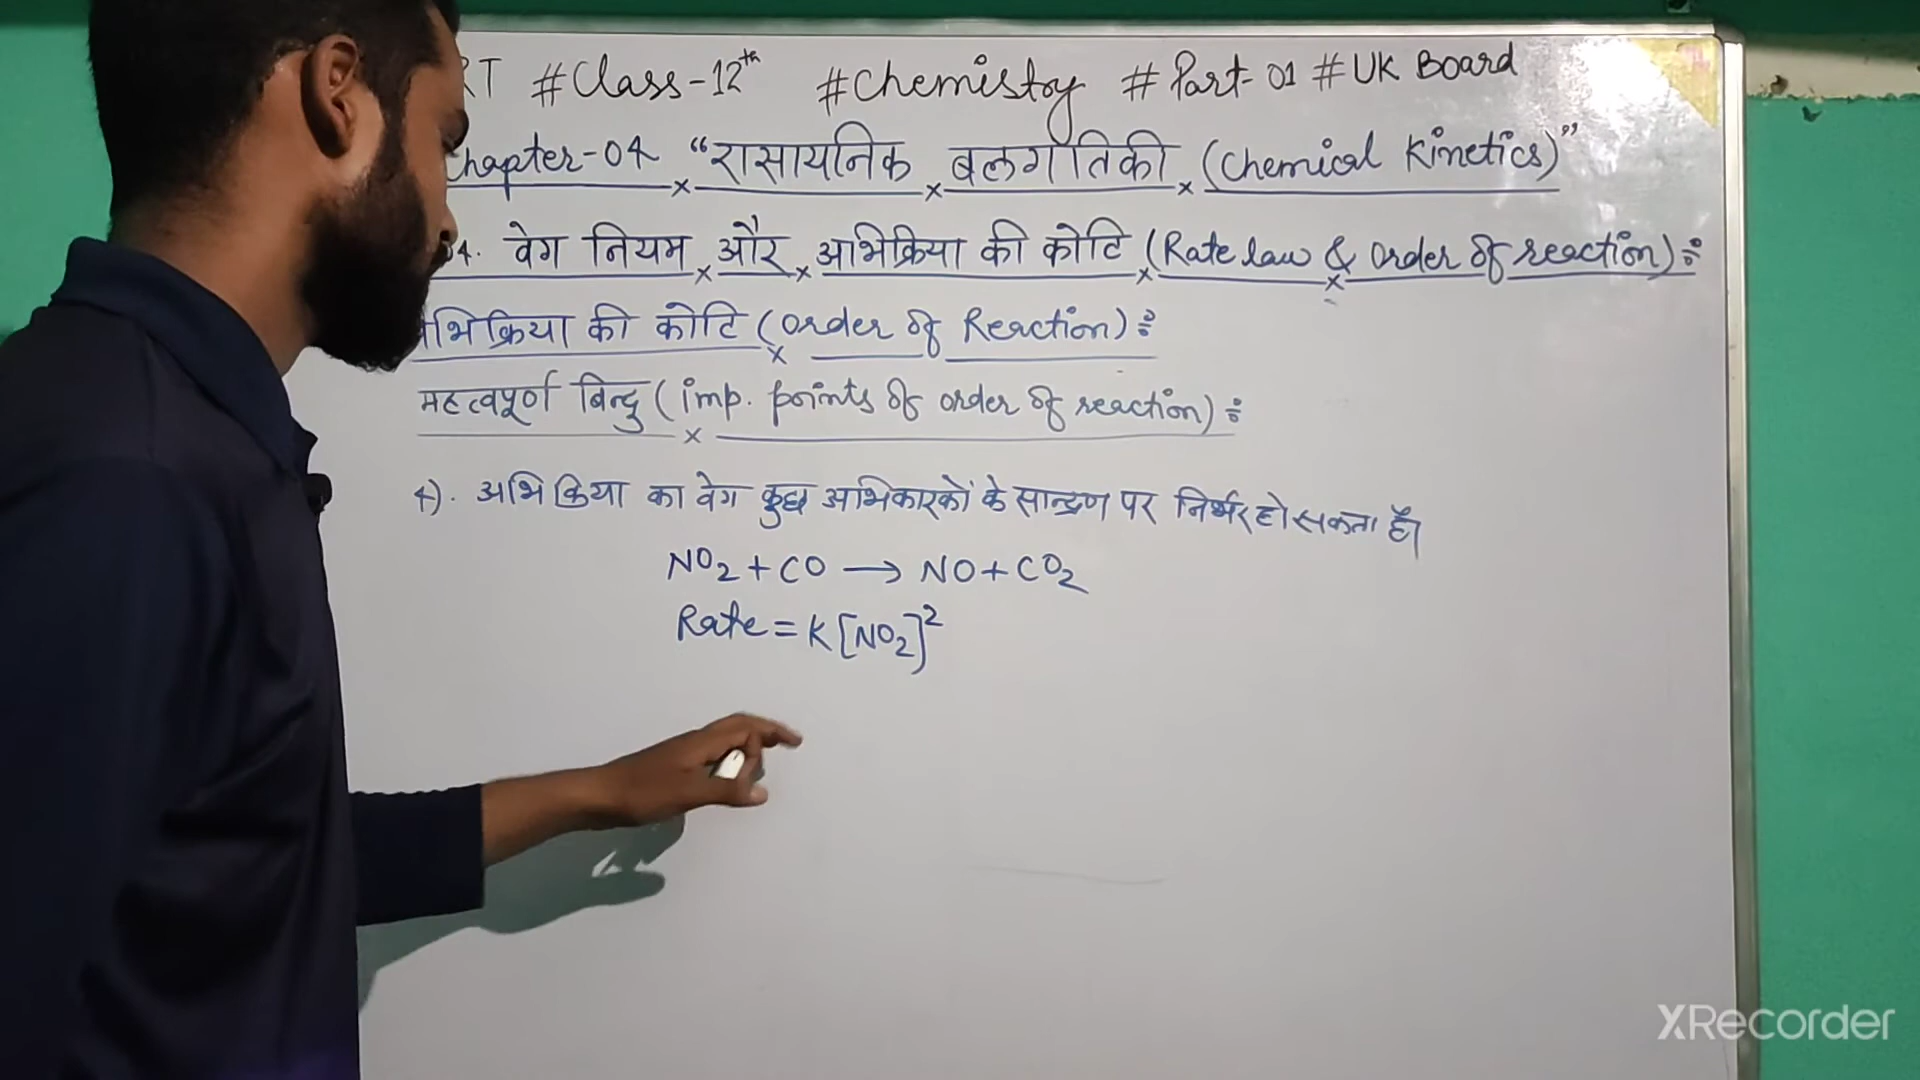 RT #Class-12th #Chemistry #Part-01 #UK Board
Chapter-04 "रासायनिक बलगतिकी (Chemical Kinetics)"
4. वेग नियम और अभिक्रिया की कोटि (Rate law & order of reaction):
अभिक्रिया की कोटि (order of Reaction):
महत्वपूर्ण बिन्दु (imp. points of order of reaction):
4). अभिक्रिया का वेग कुछ अभिकारकों के सान्द्रण पर निर्भर हो सकता है।
NO₂ + CO → NO + CO₂
Rate = K[NO₂]²
XRecorder